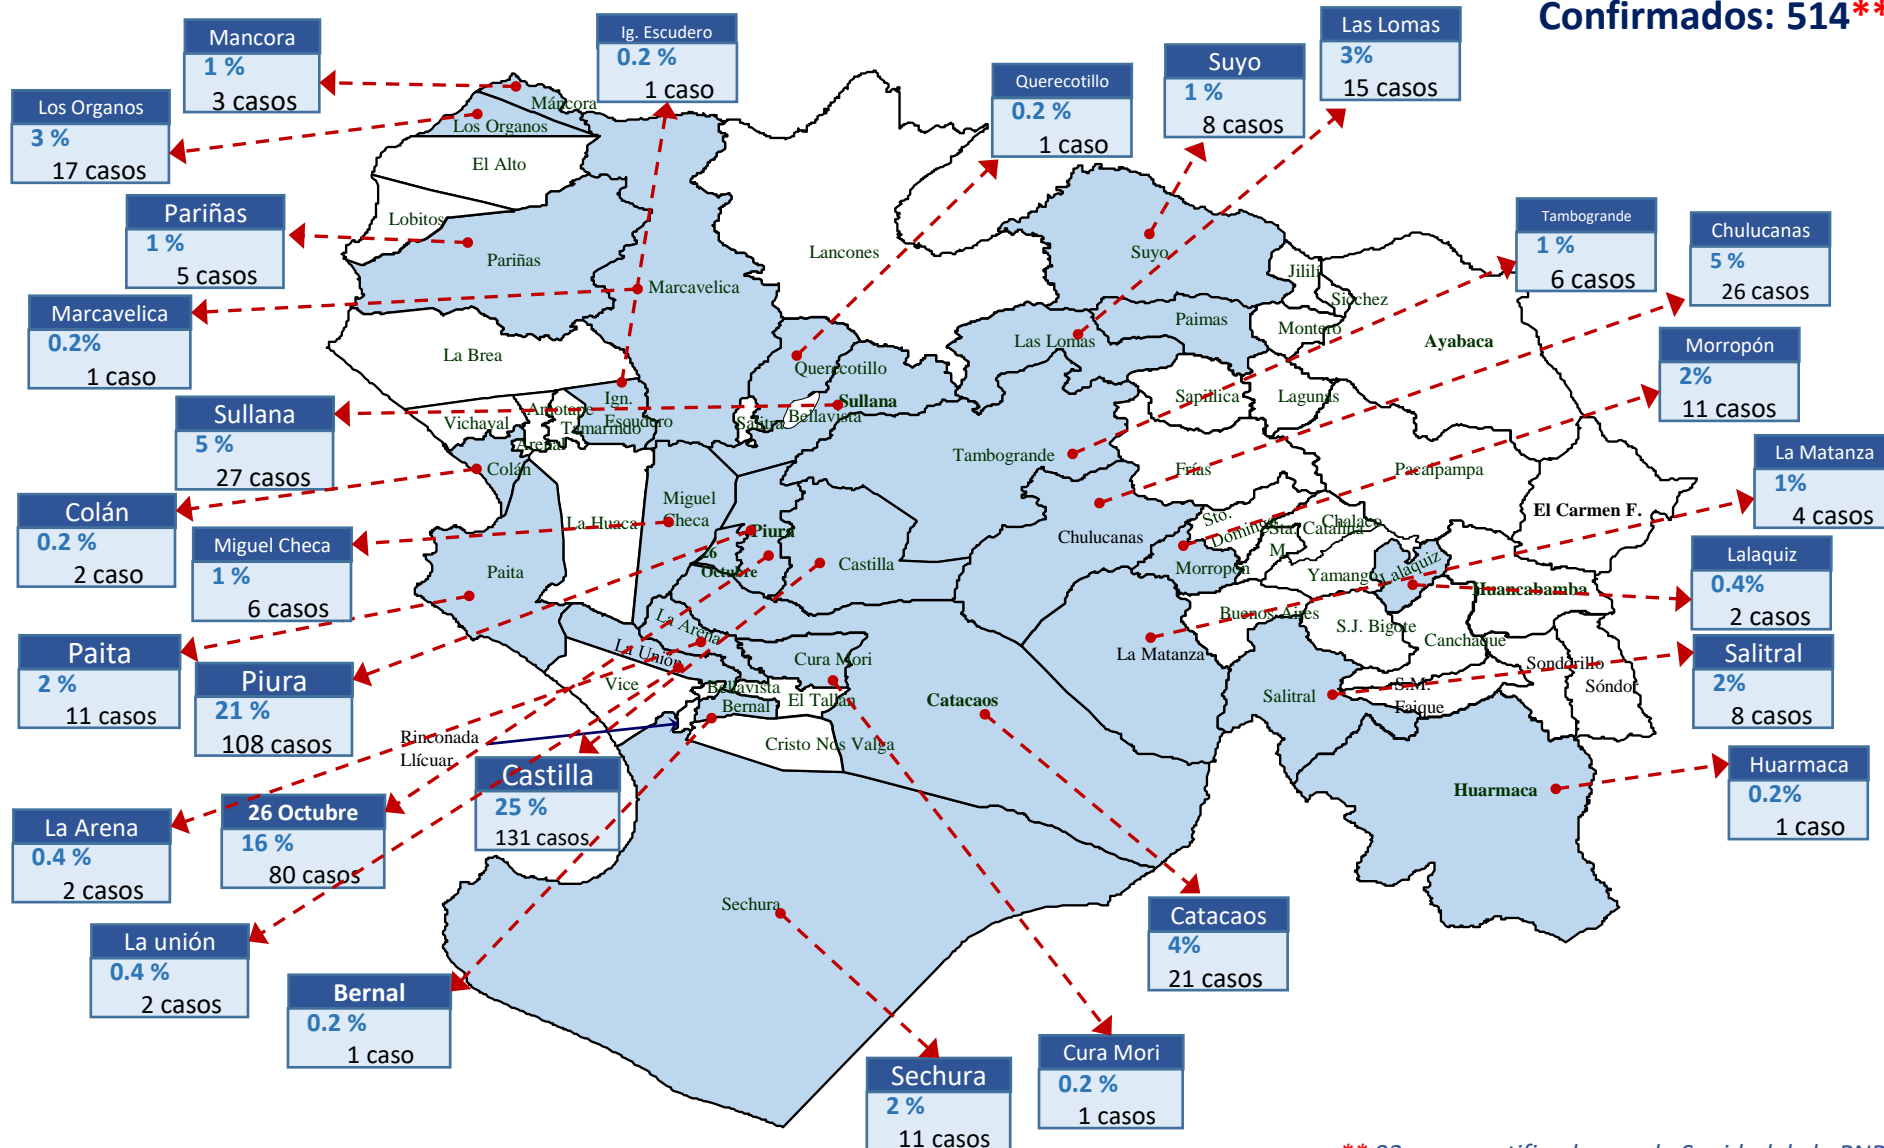 Confirmados: 514**
Mancora
1 %
3 casos
Ig. Escudero
0.2 %
1 caso
Las Lomas
3%
15 casos
Suyo
1 %
8 casos
Querecotillo
0.2 %
1 caso
Los Organos
3 %
17 casos
Pariñas
1 %
5 casos
Tambogrande
1 %
6 casos
Chulucanas
5 %
26 casos
Marcavelica
0.2%
1 caso
Morropón
2%
11 casos
Sullana
5 %
27 casos
La Matanza
1%
4 casos
Colán
0.2 %
2 caso
Miguel Checa
1 %
6 casos
Lalaquiz
0.4%
2 casos
Paita
2 %
11 casos
Piura
21 %
108 casos
Salitral
2%
8 casos
Huarmaca
0.2%
1 caso
Castilla
25 %
131 casos
26 Octubre
16 %
80 casos
La Arena
0.4 %
2 casos
La unión
0.4 %
2 casos
Catacaos
4%
21 casos
Bernal
0.2 %
1 caso
Cura Mori
0.2 %
1 casos
Sechura
2 %
11 casos
Máncora
Los Organos
El Alto
Lobitos
Pariñas
Marcavelica
Lancones
Suyo
Jililí
Sicchez
Paimas
Montero
Ayabaca
Las Lomas
La Brea
Querecotillo
Sapillica
Lagunas
Ign.
Escudero
Amotape
Tamarindo
Vichayal
Arenal
Salitral
Bellavista
Sullana
Colán
Tambogrande
Frías
Pacaipampa
Miguel
Checa
La Huaca
El Carmen F.
Sto.
Domingo
Sta. Catalina
M.
Chalaco
Piura
26
Octubre
Castilla
Chulucanas
Morropón
Yamango
Lalaquiz
Huancabamba
Paita
La Arena
La Unión
Buenos Aires
S.J. Bigote
Canchaque
Sondorillo
Sóndor
La Matanza
Cura Mori
Vice
Bellavista
Bernal
El Tallan
Catacaos
Salitral
S.M.
Faique
Rinconada
Llícuar
Cristo Nos Valga
Huarmaca
Sechura